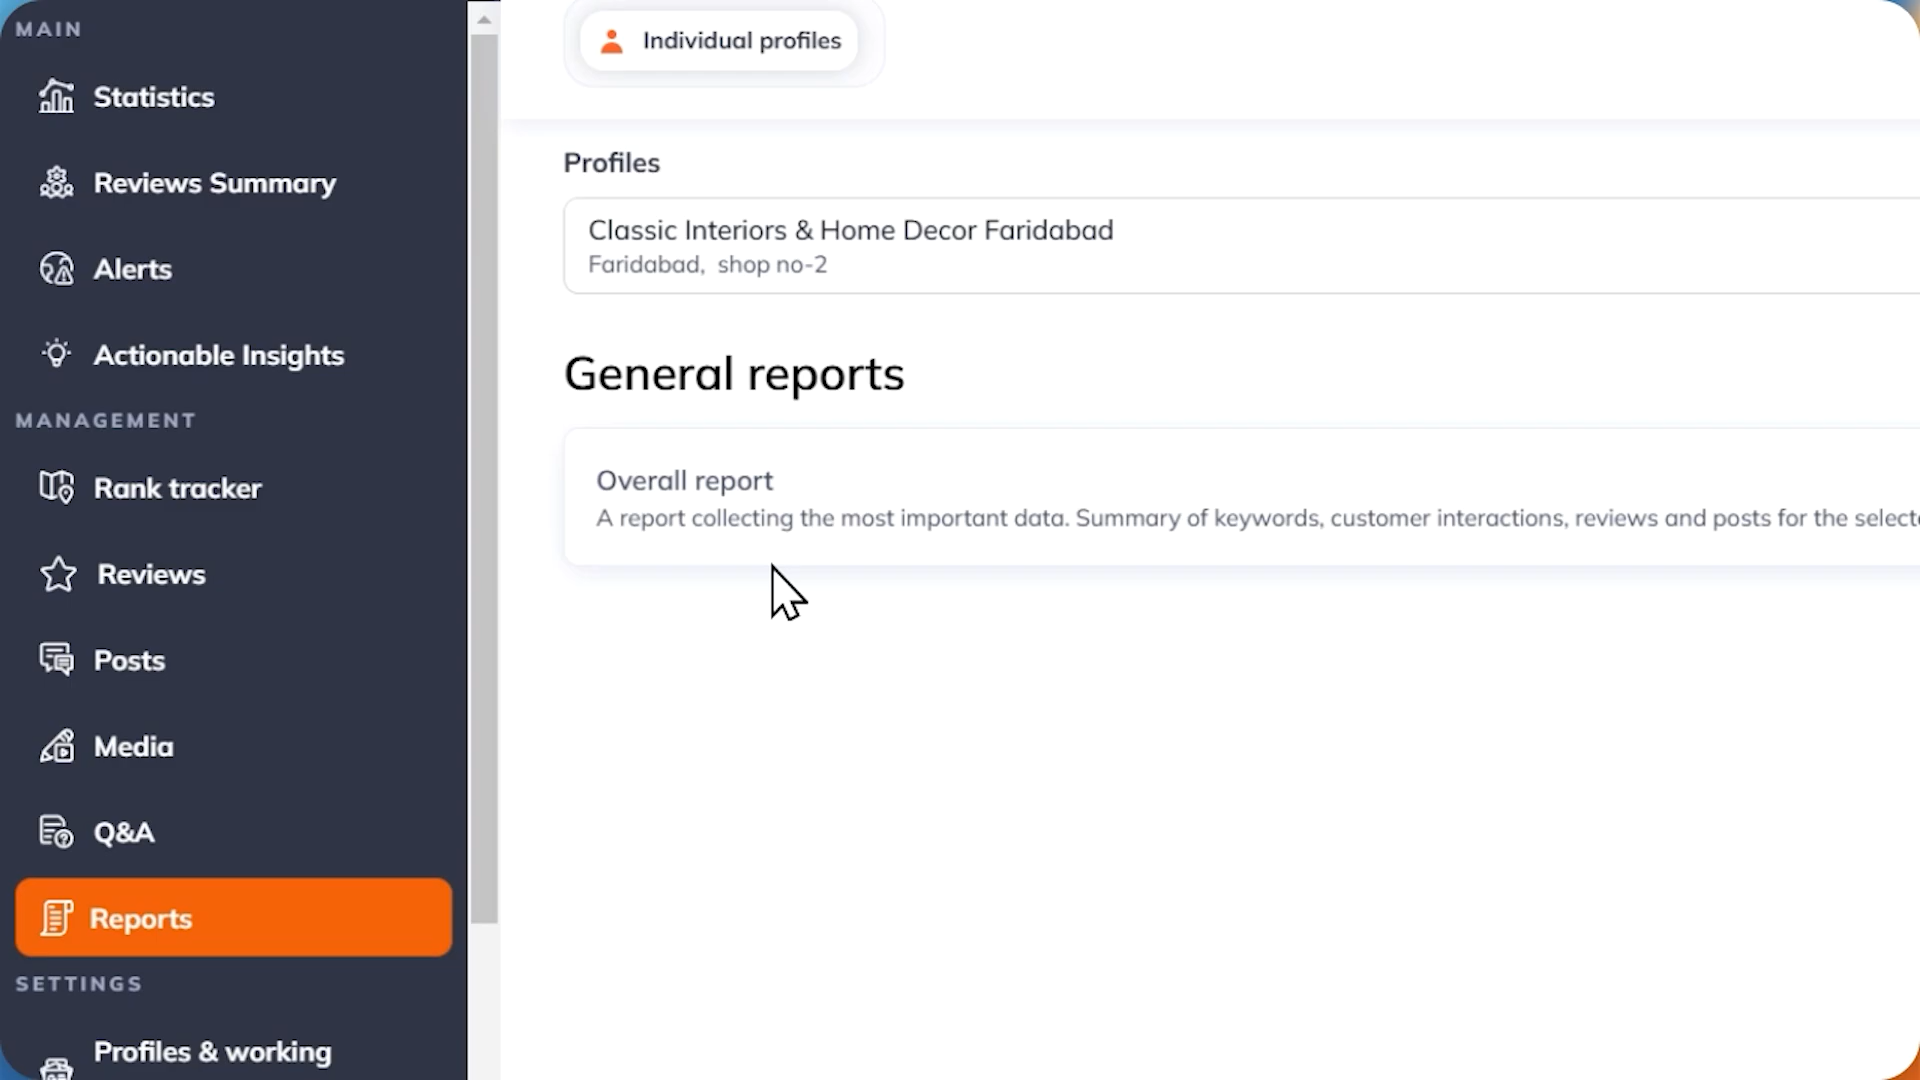 MAIN
Statistics
Reviews Summary
Alerts
Actionable Insights
MANAGEMENT
Rank tracker
Reviews
Posts
Media
Q&A
Reports
SETTINGS
Profiles & working
Individual profiles
Profiles
Classic Interiors & Home Decor Faridabad
Faridabad, shop no-2
General reports
Overall report
A report collecting the most important data. Summary of keywords, customer interactions, reviews and posts for the selecte